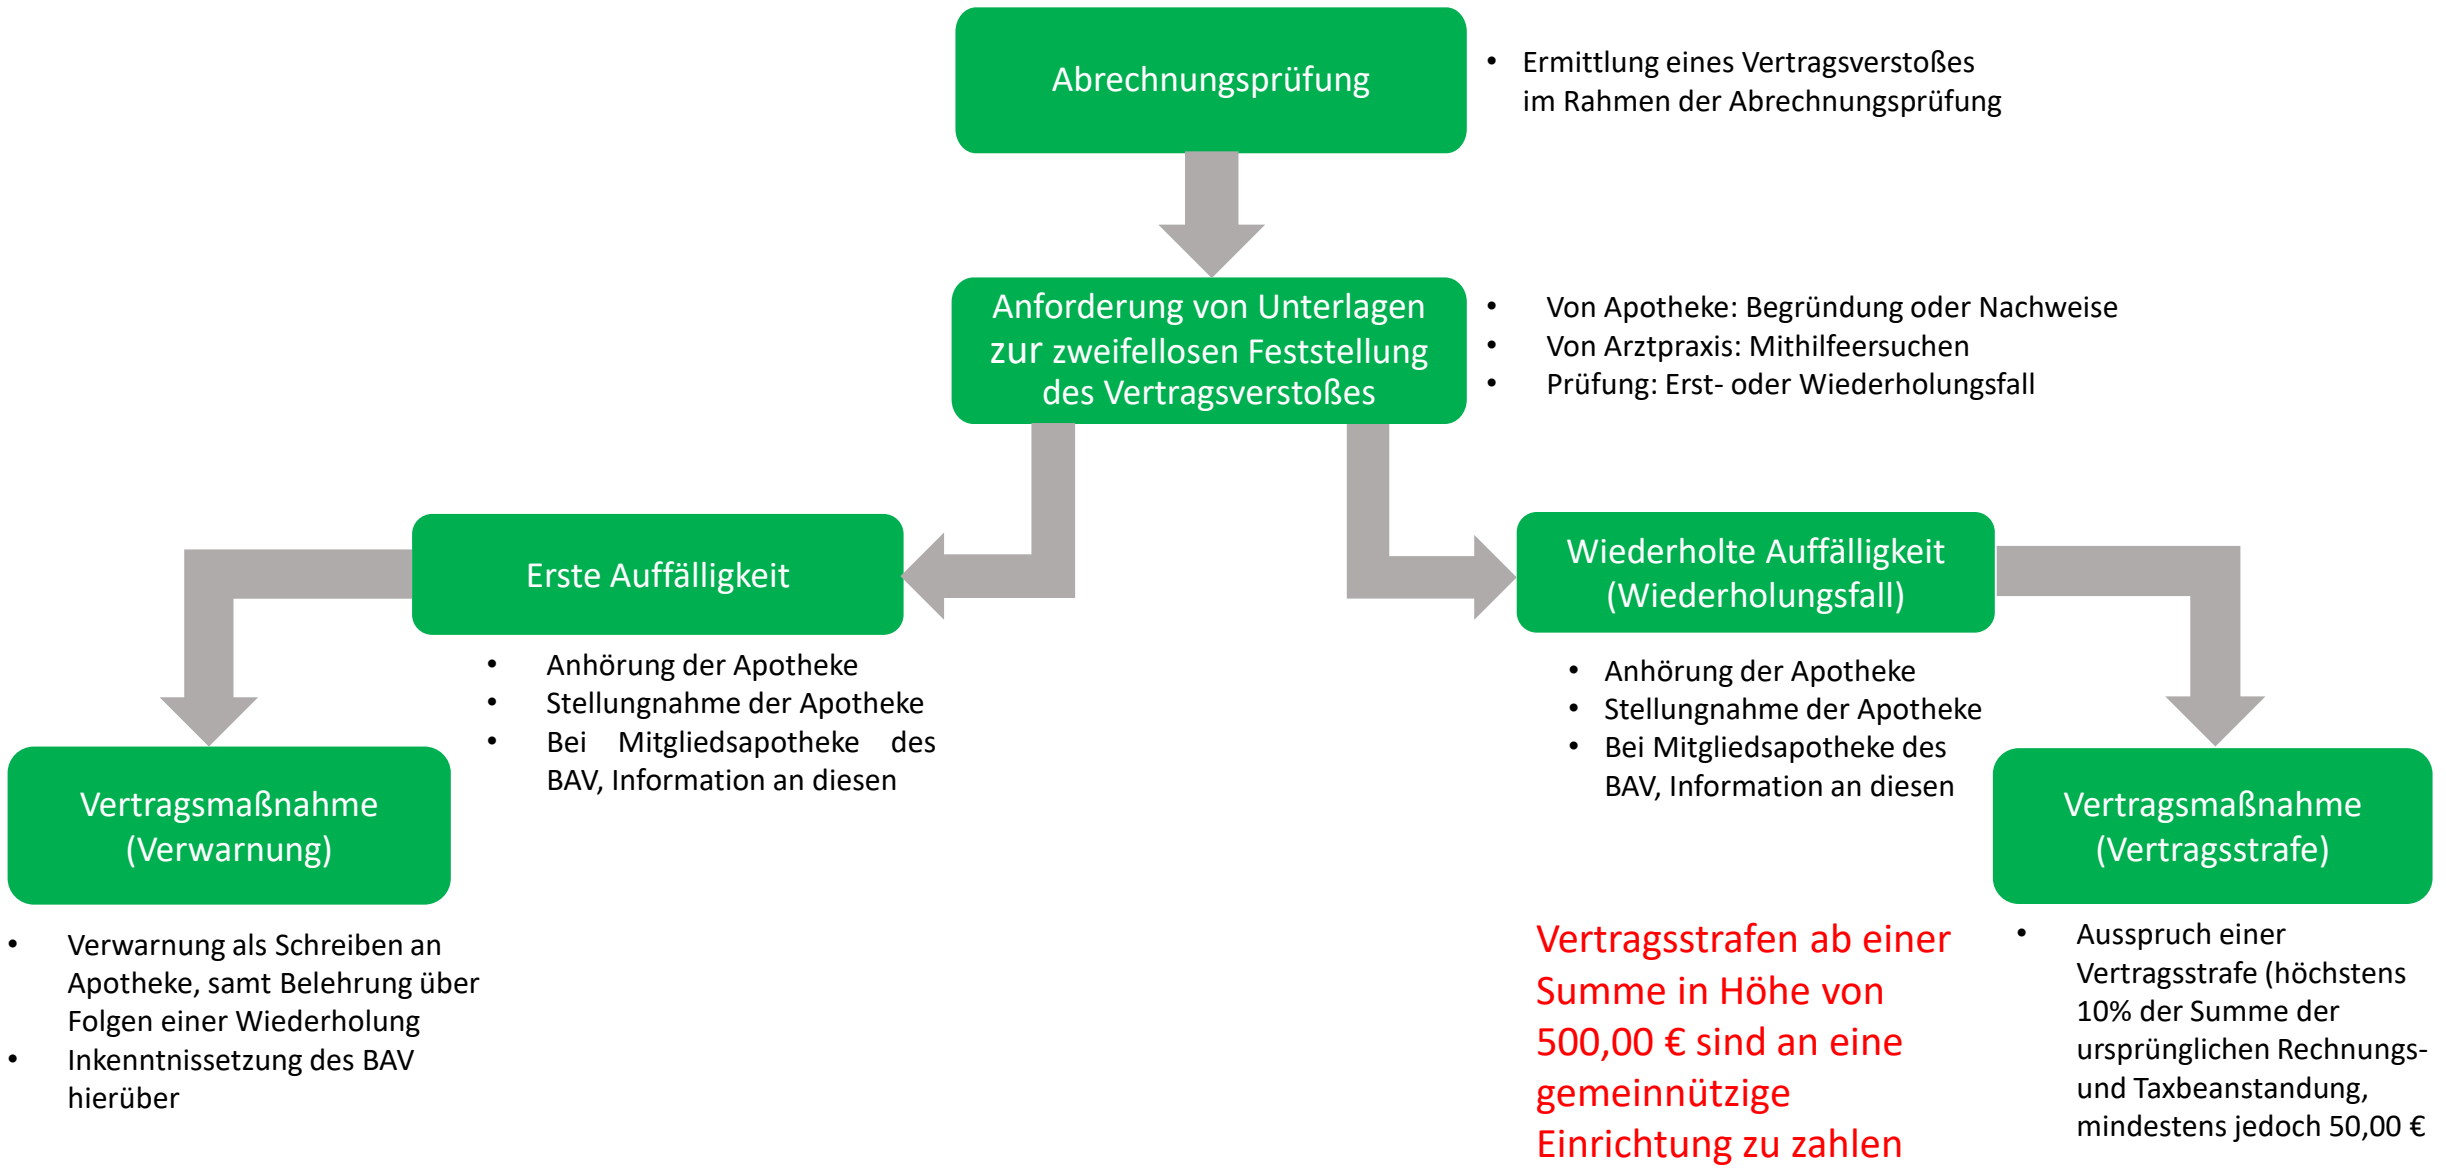 Abrechnungsprüfung
• Ermittlung eines Vertragsverstoßes
im Rahmen der Abrechnungsprüfung
Anforderung von Unterlagen
zur zweifellosen Feststellung
des Vertragsverstoßes
• Von Apotheke: Begründung oder Nachweise
• Von Arztpraxis: Mithilfeersuchen
• Prüfung: Erst- oder Wiederholungsfall
Erste Auffälligkeit
• Anhörung der Apotheke
• Stellungnahme der Apotheke
• Bei Mitgliedsapotheke des
BAV, Information an diesen
Wiederholte Auffälligkeit
(Wiederholungsfall)
• Anhörung der Apotheke
• Stellungnahme der Apotheke
• Bei Mitgliedsapotheke des
BAV, Information an diesen
Vertragsmaßnahme
(Verwarnung)
• Verwarnung als Schreiben an
Apotheke, samt Belehrung über
Folgen einer Wiederholung
• Inkenntnissetzung des BAV
hierüber
Vertragsstrafen ab einer
Summe in Höhe von
500,00 € sind an eine
gemeinnützige
Einrichtung zu zahlen
Vertragsmaßnahme
(Vertragsstrafe)
• Ausspruch einer
Vertragsstrafe (höchstens
10% der Summe der
ursprünglichen Rechnungs-
und Taxbeanstandung,
mindestens jedoch 50,00 €